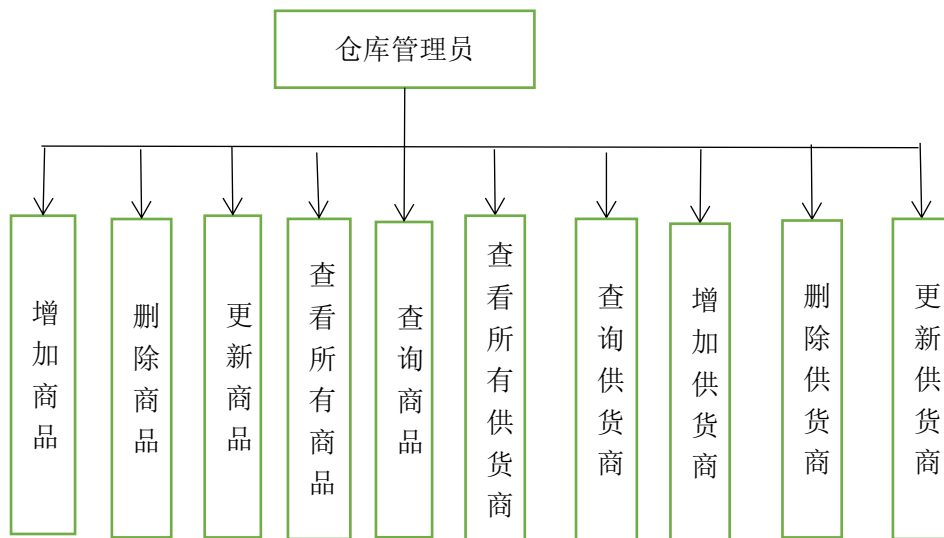 仓库管理员
增加商品
删除商品
更新商品
查看所有商品
查询商品
查看所有供货商
查询供货商
增加供货商
删除供货商
更新供货商